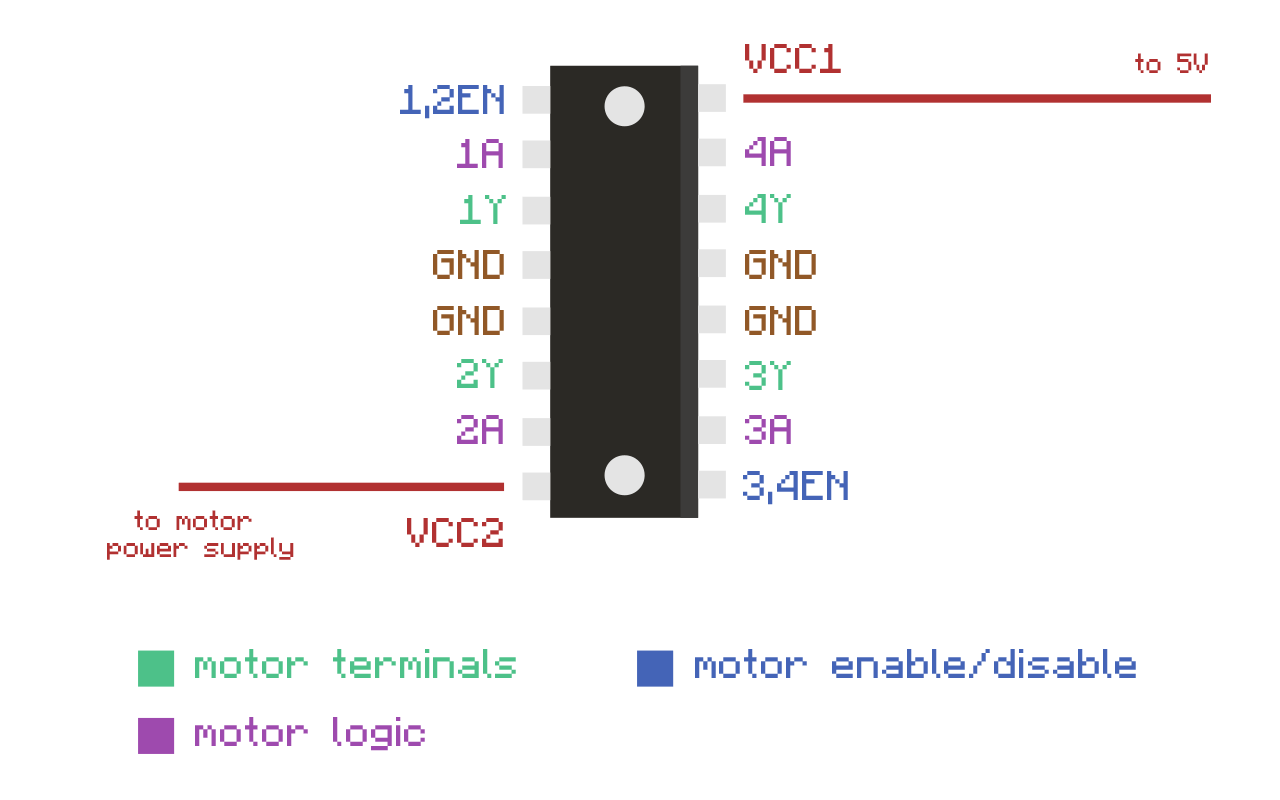 VCC1
to 5V
1,2EN
1A
4A
1Y
4Y
GND
GND
GND
GND
2Y
3Y
2A
3A
3,4EN
to motor
power supply
VCC2
motor terminals
motor enable/disable
motor logic